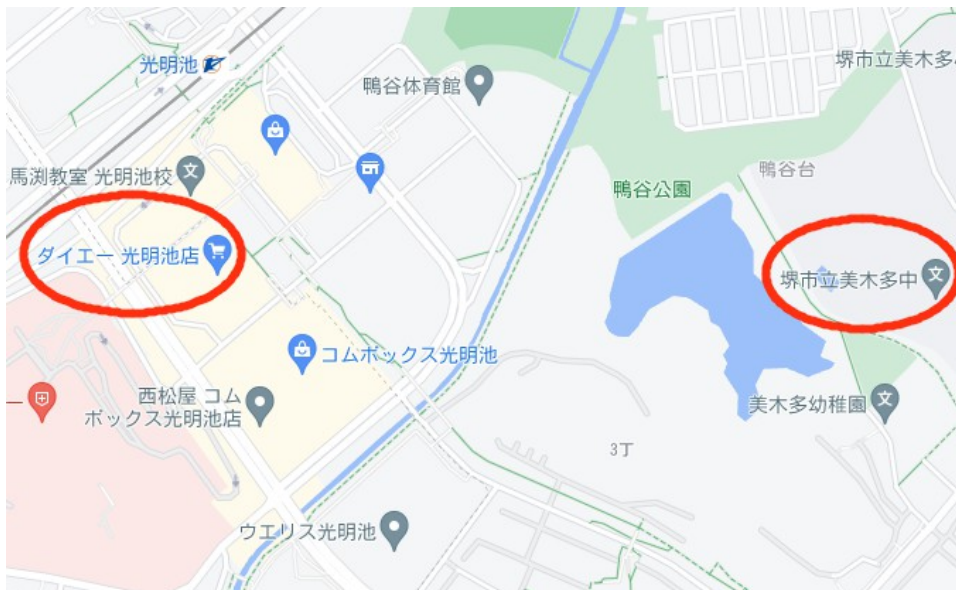 光明池
鴨谷体育館
堺市立美木多
馬渕教室 光明池校
鴨谷台
鴨谷公園
ダイエー 光明池店
堺市立美木多中
コムボックス光明池
西松屋 コム
ボックス光明池店
美木多幼稚園
3丁
ウエリス光明池